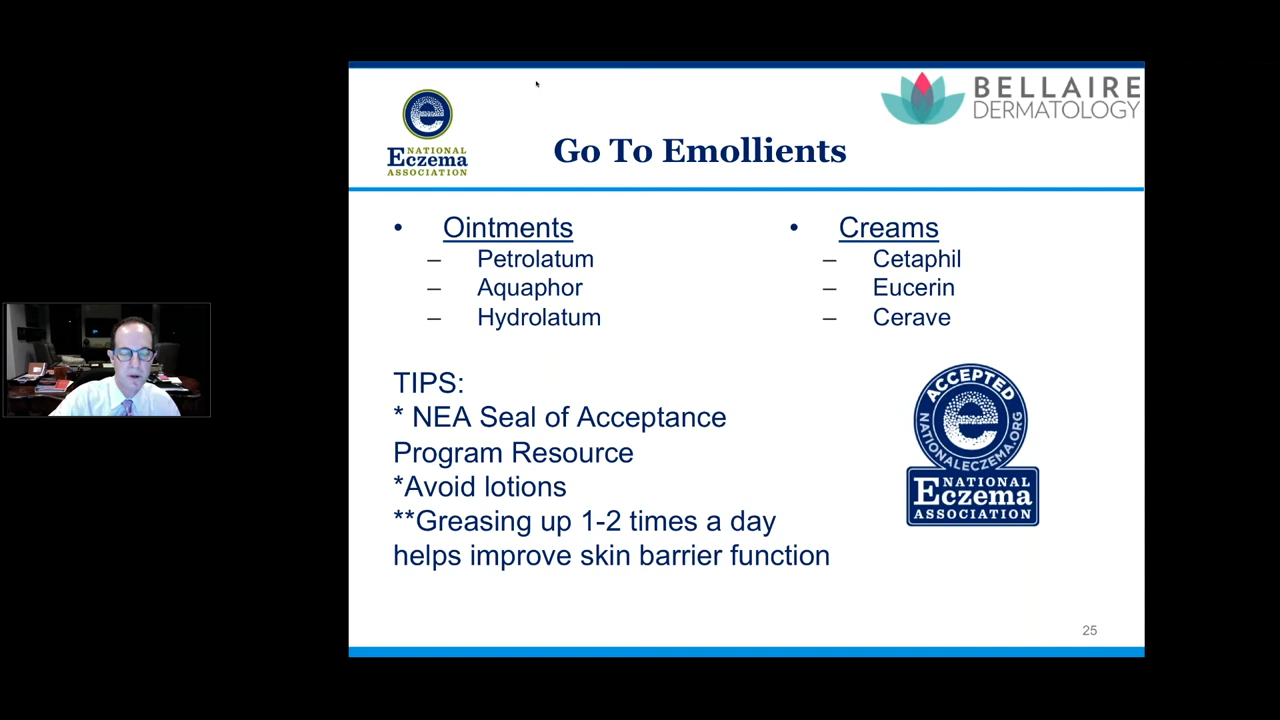 BELLAIRE
DERMATOLOGY
NATIONAL
Eczema
ASSOCIATION
Go To Emollients
• Ointments
– Petrolatum
– Aquaphor
– Hydrolatum
• Creams
– Cetaphil
– Eucerin
– Cerave
TIPS:
* NEA Seal of Acceptance
Program Resource
*Avoid lotions
**Greasing up 1-2 times a day
helps improve skin barrier function
ACCEPTED
e
NATIONALECZEMA.ORG
NATIONAL
Eczema
ASSOCIATION
25